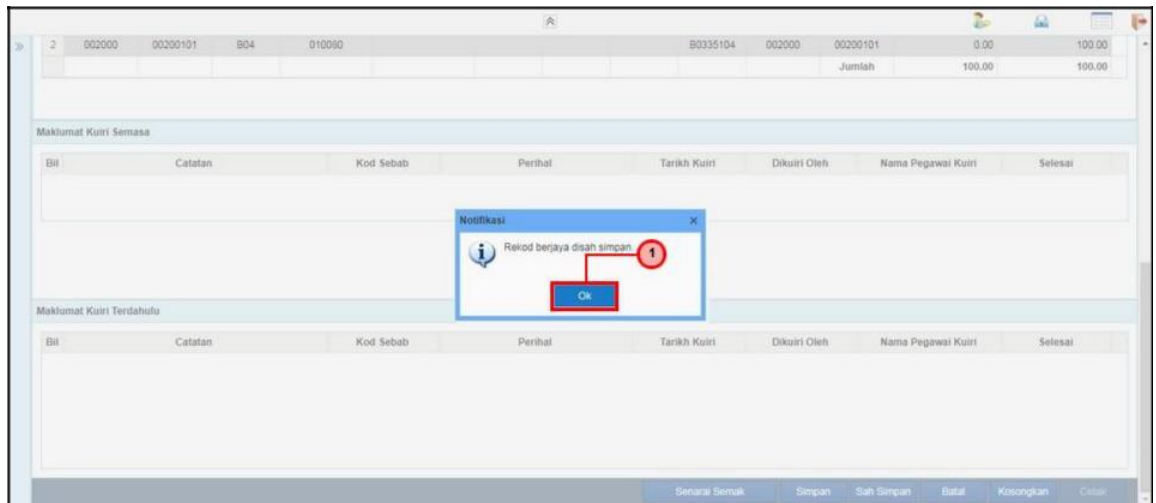 2 002000 00200101 B04 010060 B0335104 002000 00200101 0.00 100.00
Jumlah 100.00 100.00
Maklumat Kuiri Semasa
Bil Catatan Kod Sebab Perihal Tarikh Kuiri Dikuiri Oleh Nama Pegawai Kuiri Selesai
Notifikasi
Rekod berjaya disah simpan.
1
Ok
Maklumat Kuiri Terdahulu
Bil Catatan Kod Sebab Perihal Tarikh Kuiri Dikuiri Oleh Nama Pegawai Kuiri Selesai
Senarai Semak Simpan Sah Simpan Batal Kosongkan Cetak